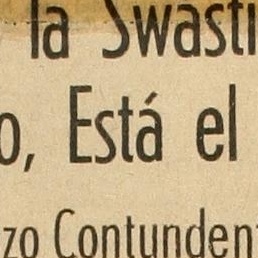 la Swasti
o, Está el
zo Contundent